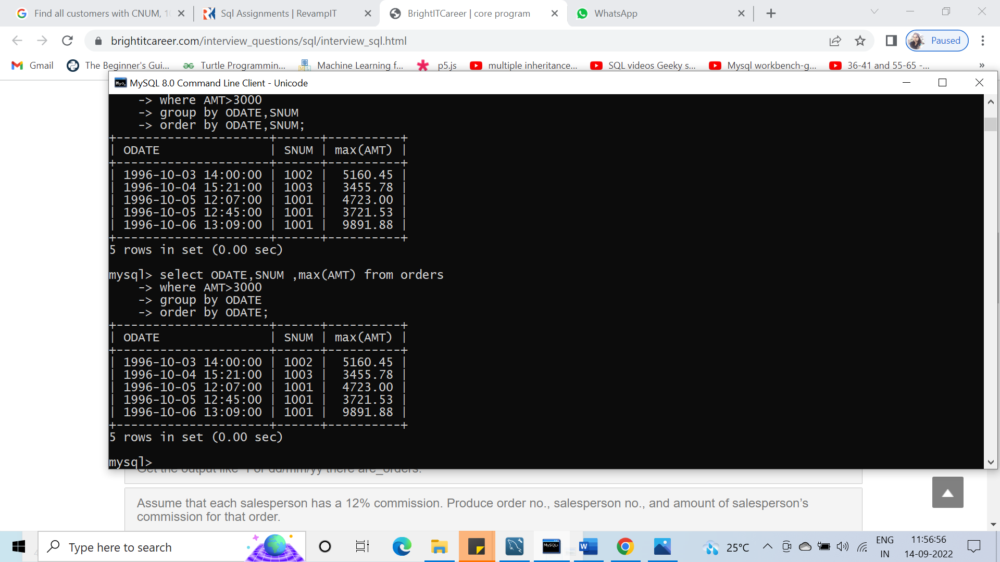 Find all customers with CNUM, 1
Sql Assignments | RevampIT
BrightITCareer | core program
WhatsApp
brightitcareer.com/interview_questions/sql/interview_sql.html
Paused
Gmail
The Beginner's Gui...
Turtle Programmin...
Machine Learning f...
p5.js
multiple inheritance...
SQL videos Geeky s...
Mysql workbench-g...
36-41 and 55-65 -...
»
MySQL 8.0 Command Line Client - Unicode
-> where AMT>3000
-> group by ODATE,SNUM
-> order by ODATE,SNUM;
+---------------------+------+----------+
| ODATE               | SNUM | max(AMT) |
+---------------------+------+----------+
| 1996-10-03 14:00:00 | 1002 |  5160.45 |
| 1996-10-04 15:21:00 | 1003 |  3455.78 |
| 1996-10-05 12:07:00 | 1001 |  4723.00 |
| 1996-10-05 12:45:00 | 1001 |  3721.53 |
| 1996-10-06 13:09:00 | 1001 |  9891.88 |
+---------------------+------+----------+
5 rows in set (0.00 sec)
mysql> select ODATE,SNUM ,max(AMT) from orders
-> where AMT>3000
-> group by ODATE
-> order by ODATE;
+---------------------+------+----------+
| ODATE               | SNUM | max(AMT) |
+---------------------+------+----------+
| 1996-10-03 14:00:00 | 1002 |  5160.45 |
| 1996-10-04 15:21:00 | 1003 |  3455.78 |
| 1996-10-05 12:07:00 | 1001 |  4723.00 |
| 1996-10-05 12:45:00 | 1001 |  3721.53 |
| 1996-10-06 13:09:00 | 1001 |  9891.88 |
+---------------------+------+----------+
5 rows in set (0.00 sec)
mysql>
Get the output like "For dd/mm/yy there are_orders.
Assume that each salesperson has a 12% commission. Produce order no., salesperson no., and amount of salesperson's
commission for that order.
Type here to search
25°C
ENG
IN
11:56:56
14-09-2022